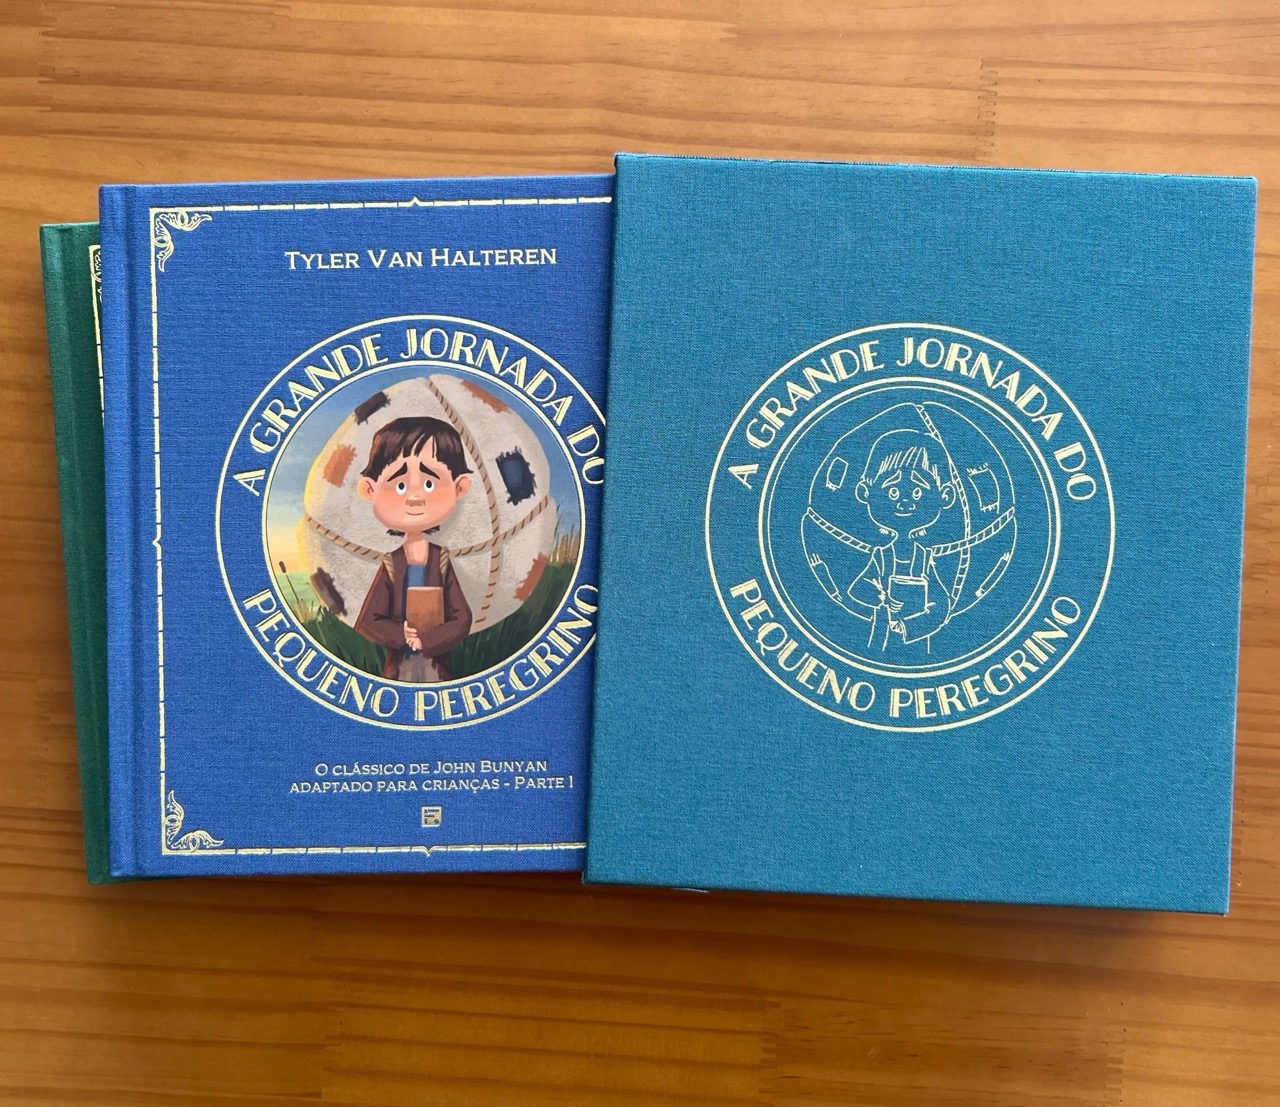 TYLER VAN HALTEREN
A GRANDE JORNADA DO
PEQUENO PEREGRINO
O CLÁSSICO DE JOHN BUNYAN
ADAPTADO PARA CRIANÇAS - PARTE I
A GRANDE JORNADA DO
PEQUENO PEREGRINO